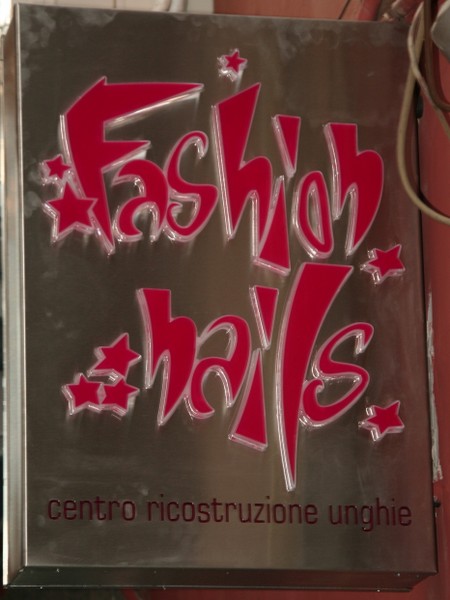 Fashion
nails
centro ricostruzione unghie